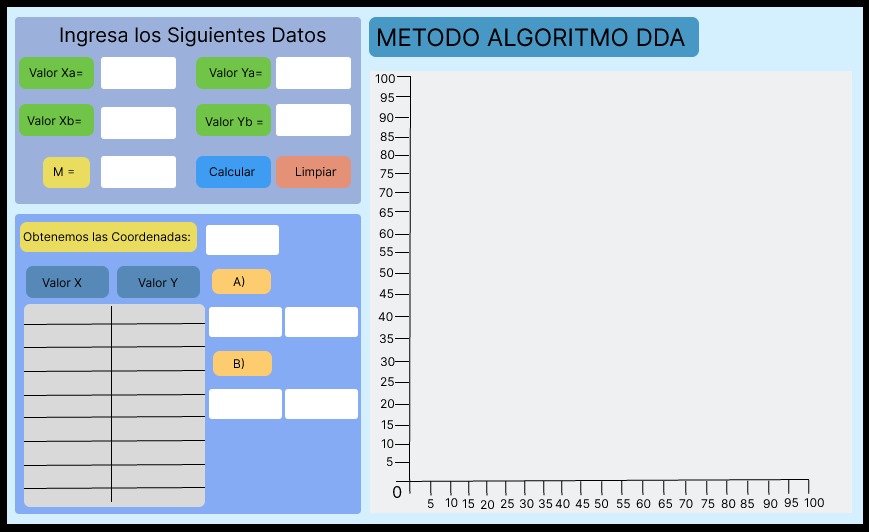 Ingresa los Siguientes Datos
Valor Xa=
Valor Ya=
Valor Xb=
Valor Yb =
M =
Calcular
Limpiar
Obtenemos las Coordenadas:
Valor X
Valor Y
A)
B)
METODO ALGORITMO DDA
100
95
90
85
80
75
70
65
60
55
50
45
40
35
30
25
20
15
10
5
0
5 10 15 20 25 30 35 40 45 50 55 60 65 70 75 80 85 90 95 100